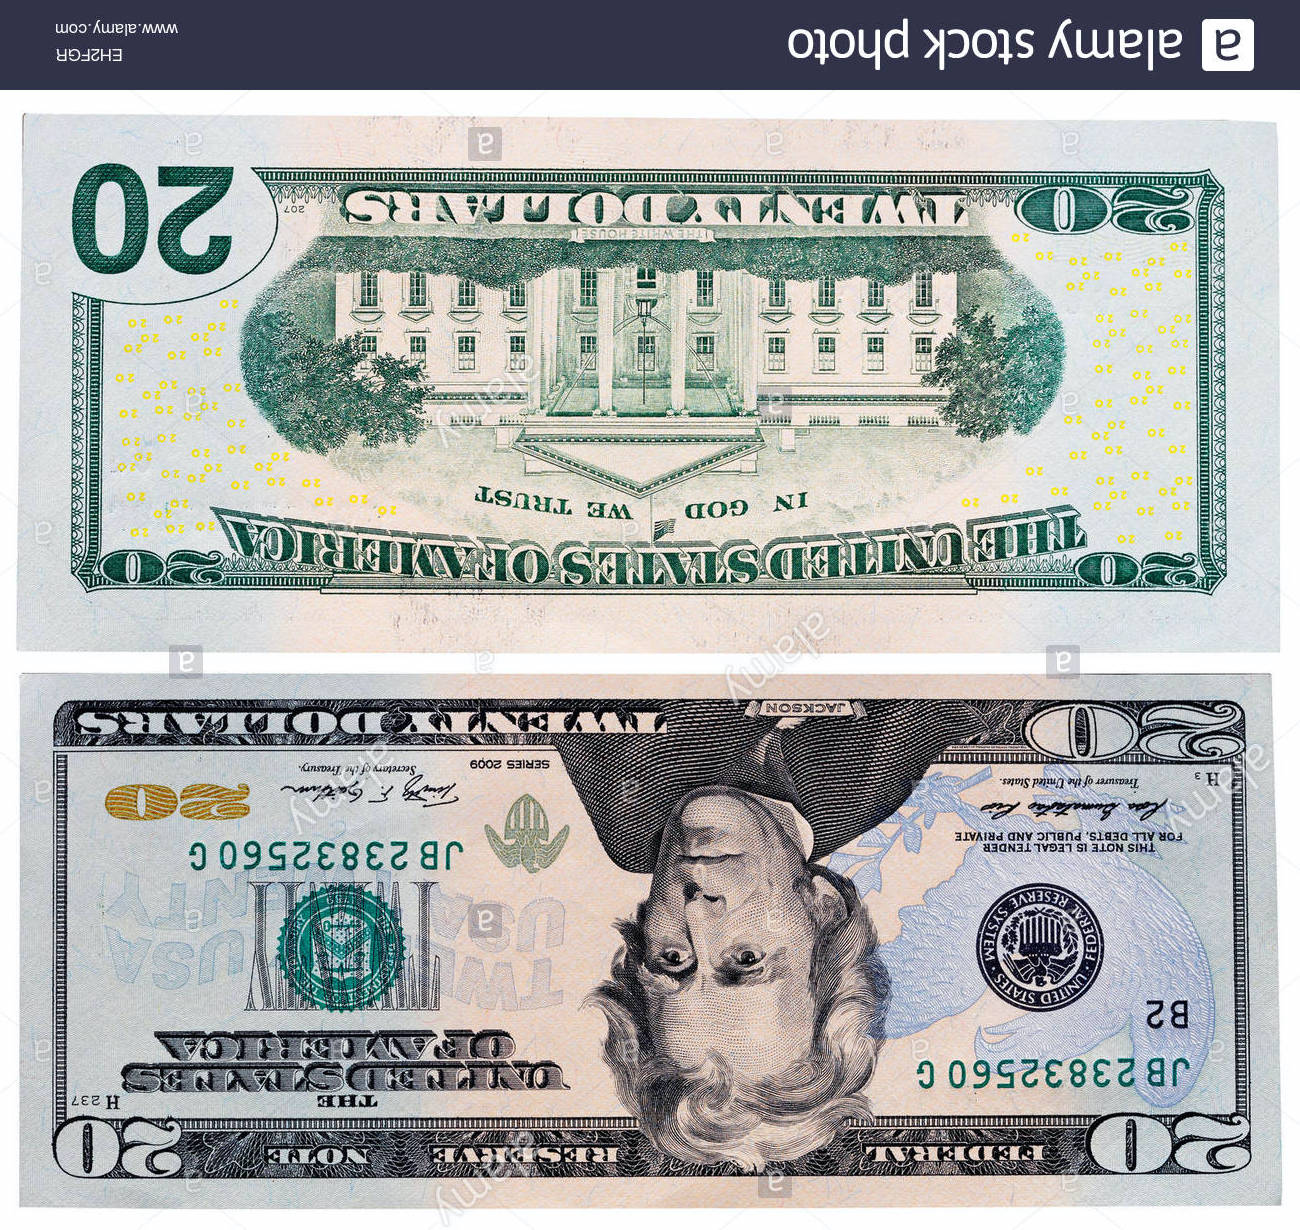 20 FEDERAL RESERVE NOTE 20
THE
UNITED STATES
OF AMERICA
H 237
JB 23832560 G
B2
UNITED STATES FEDERAL RESERVE SYSTEM
THIS NOTE IS LEGAL TENDER
FOR ALL DEBTS, PUBLIC AND PRIVATE
Treasurer of the United States.
H 3
USA TWENTY
JB 23832560 G
20
Secretary of the Treasury.
SERIES 2009
JACKSON
20 TWENTY DOLLARS
20 THE UNITED STATES OF AMERICA 20
IN GOD WE TRUST
THE WHITE HOUSE
20 TWENTY DOLLARS 20
207
a alamy stock photo
EH2FGR
www.alamy.com